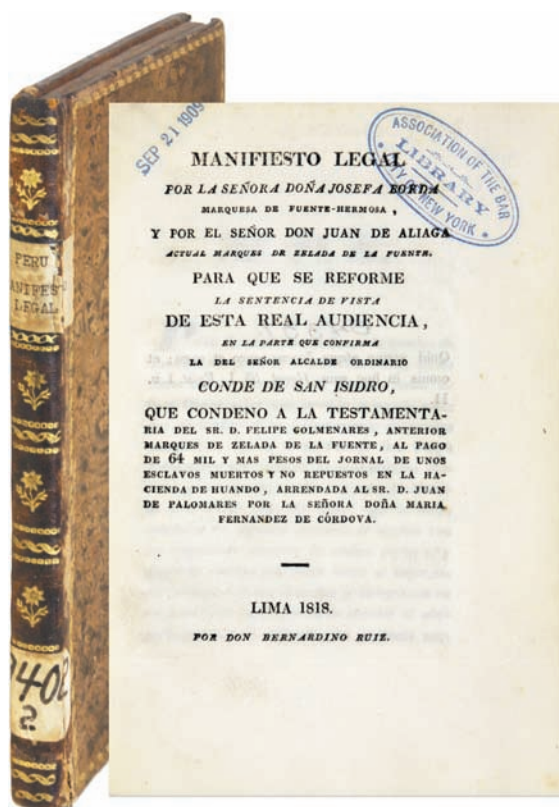 PERU
ANIFES
LEGAL
9402
2
SEP 21 1909
ASSOCIATION OF THE BAR
LIBRARY
CITY OF NEW YORK
MANIFIESTO LEGAL
POR LA SEÑORA DOÑA JOSEFA BORDA
MARQUESA DE FUENTE-HERMOSA,
Y POR EL SEÑOR DON JUAN DE ALIAGA
ACTUAL MARQUES DE ZELADA DE LA FUENTE.
PARA QUE SE REFORME
LA SENTENCIA DE VISTA
DE ESTA REAL AUDIENCIA,
EN LA PARTE QUE CONFIRMA
LA DEL SEÑOR ALCALDE ORDINARIO
CONDE DE SAN ISIDRO,
QUE CONDENO A LA TESTAMENTA-
RIA DEL SR. D. FELIPE GOLMENARES, ANTERIOR
MARQUES DE ZELADA DE LA FUENTE, AL PAGO
DE 64 MIL Y MAS PESOS DEL JORNAL DE UNOS
ESCLAVOS MUERTOS Y NO REPUESTOS EN LA HA-
CIENDA DE HUANDO, ARRENDADA AL SR. D. JUAN
DE PALOMARES POR LA SEÑORA DOÑA MARIA
FERNANDEZ DE CÓRDOVA.
LIMA 1818.
POR DON BERNARDINO RUIZ.